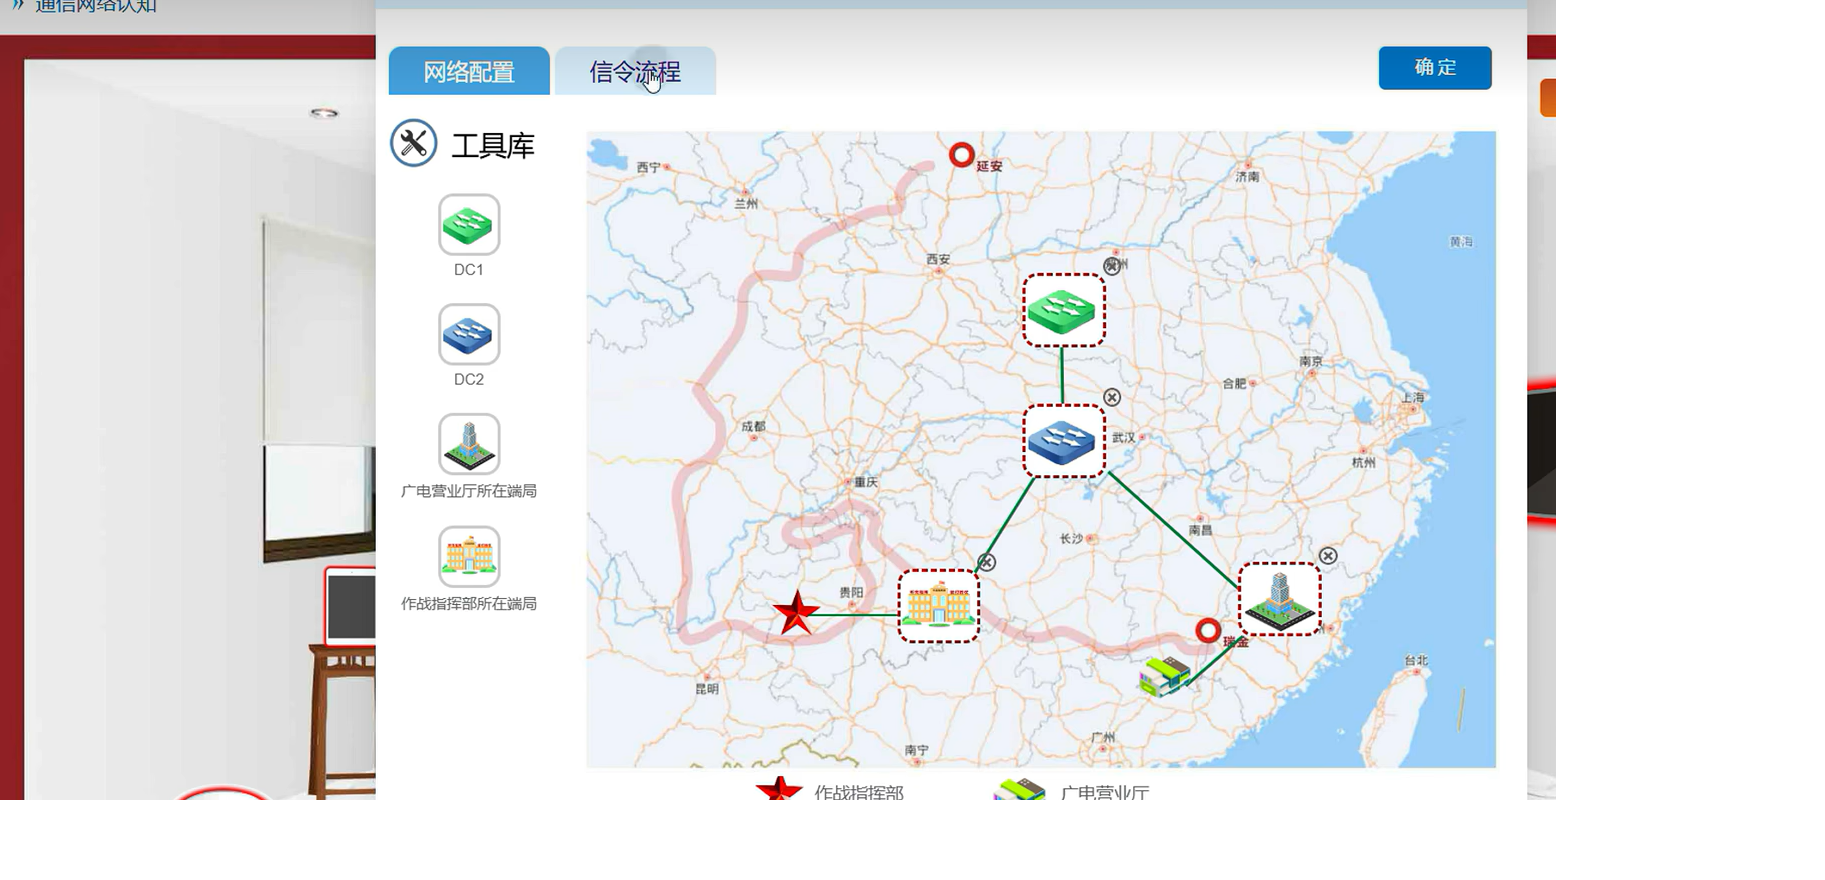 通信网络认知
网络配置
信令流程
确定
工具库
DC1
DC2
广电营业厅所在端局
作战指挥部所在端局
西宁
延安
济南
兰州
黄海
西安
州
南京
合肥
上海
成都
武汉
杭州
重庆
南昌
长沙
贵阳
瑞金
州
台北
昆明
广州
南宁
作战指挥部
广电营业厅